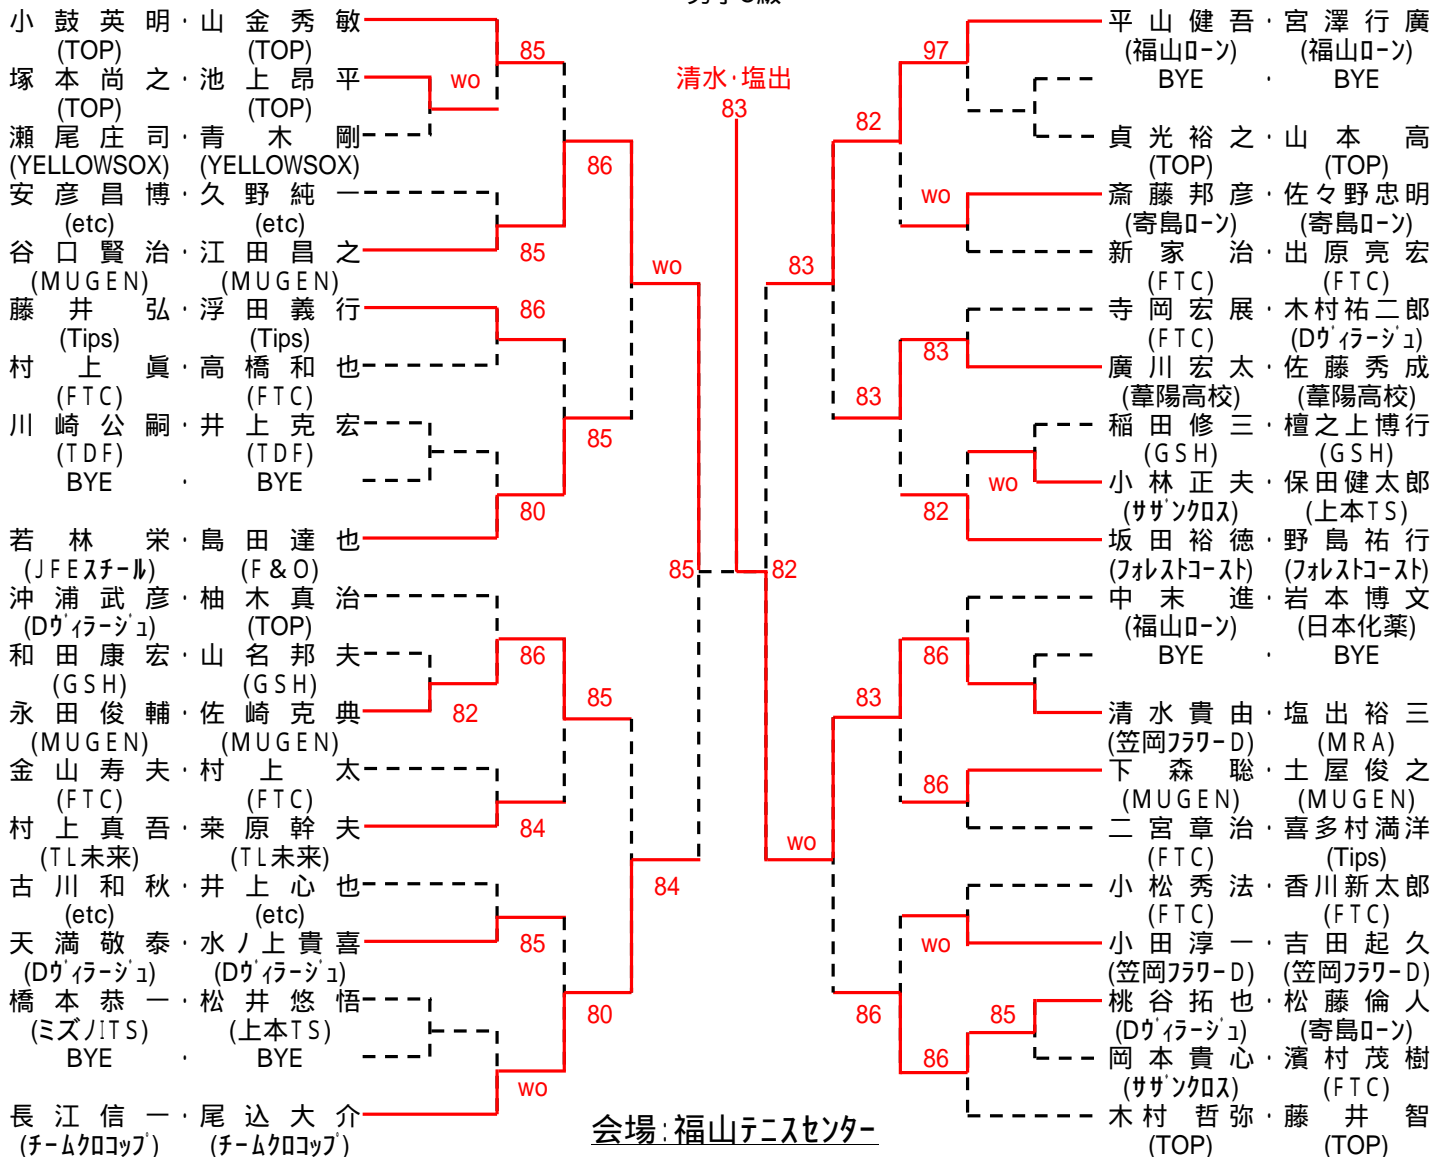 小鼓英明・山金秀敏
(TOP) (TOP)
塚本尚之・池上昂平
(TOP) (TOP)
瀬尾庄司・青木剛
(YELLOWSOX) (YELLOWSOX)
安彦昌博・久野純一
(etc) (etc)
谷口賢治・江田昌之
(MUGEN) (MUGEN)
藤井弘・浮田義行
(Tips) (Tips)
村上眞・高橋和也
(FTC) (FTC)
川崎公嗣・井上克宏
(TDF) (TDF)
BYE ・ BYE
若林栄・島田達也
(JFEスチール) (F&O)
沖浦武彦・柚木真治
(Dヴィラージュ) (TOP)
和田康宏・山名邦夫
(GSH) (GSH)
永田俊輔・佐崎克典
(MUGEN) (MUGEN)
金山寿夫・村上太
(FTC) (FTC)
村上真吾・桒原幹夫
(TL未来) (TL未来)
古川和秋・井上心也
(etc) (etc)
天満敬泰・水ノ上貴喜
(Dヴィラージュ) (Dヴィラージュ)
橋本恭一・松井悠悟
(ミズノITS) (上本TS)
BYE ・ BYE
長江信一・尾込大介
(チームクロコップ) (チームクロコップ)
85
wo
86
85
wo
86
85
80
85
86
82
85
84
84
85
80
wo
清水・塩出
83
82
97
82
wo
83
83
83
wo
82
86
83
86
wo
wo
86
85
86
平山健吾・宮澤行廣
(福山ローン) (福山ローン)
BYE ・ BYE
貞光裕之・山本高
(TOP) (TOP)
斎藤邦彦・佐々野忠明
(寄島ローン) (寄島ローン)
新家治・出原亮宏
(FTC) (FTC)
寺岡宏展・木村祐二郎
(FTC) (Dヴィラージュ)
廣川宏太・佐藤秀成
(葦陽高校) (葦陽高校)
稲田修三・檀之上博行
(GSH) (GSH)
小林正夫・保田健太郎
(サザンクロス) (上本TS)
坂田裕徳・野島祐行
(フォレストコースト) (フォレストコースト)
中末進・岩本博文
(福山ローン) (日本化薬)
BYE ・ BYE
清水貴由・塩出裕三
(笠岡フラワーD) (MRA)
下森聡・土屋俊之
(MUGEN) (MUGEN)
二宮章治・喜多村満洋
(FTC) (Tips)
小松秀法・香川新太郎
(FTC) (FTC)
小田淳一・吉田起久
(笠岡フラワーD) (笠岡フラワーD)
桃谷拓也・松藤倫人
(Dヴィラージュ) (寄島ローン)
岡本貴心・濱村茂樹
(サザンクロス) (FTC)
木村哲弥・藤井智
(TOP) (TOP)
会場:福山テニスセンター